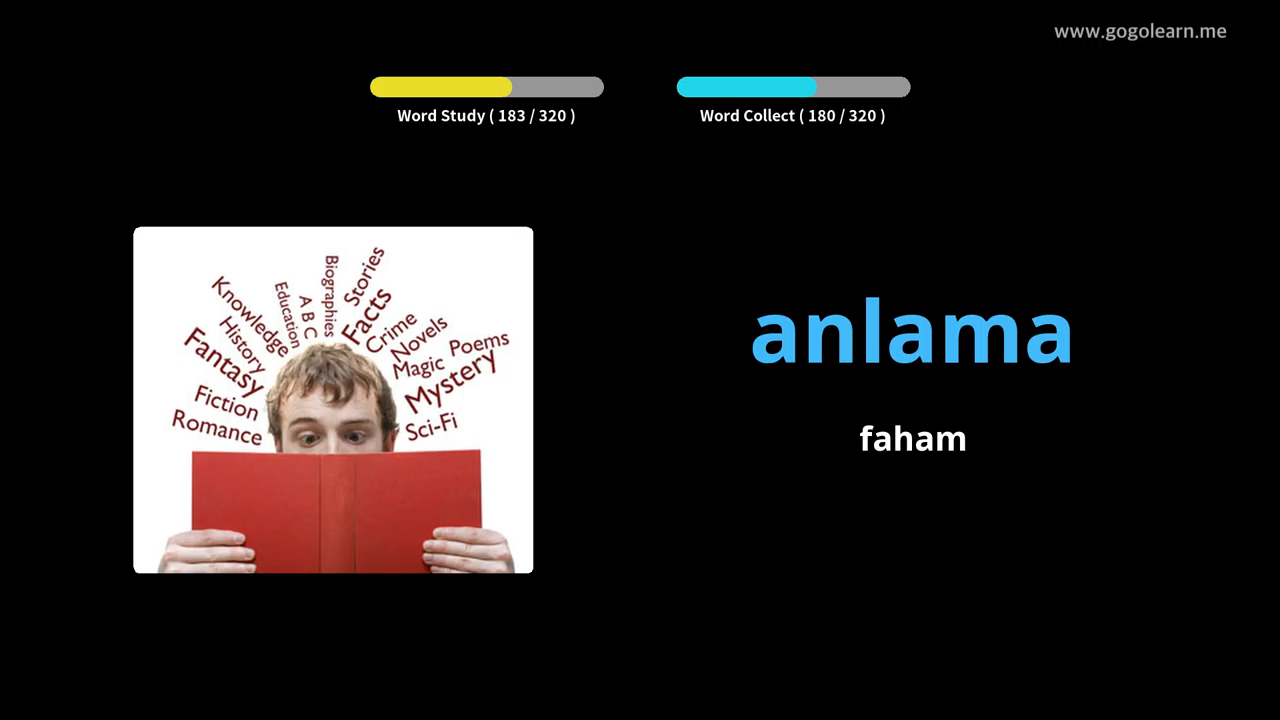 www.gogolearn.me
Word Study ( 183 / 320 )
Word Collect ( 180 / 320 )
Biographies
Stories
Education
A B C
Facts
Knowledge
History
Crime
Novels
Poems
Fantasy
Magic
Mystery
Fiction
Romance
Sci-Fi
anlama
faham